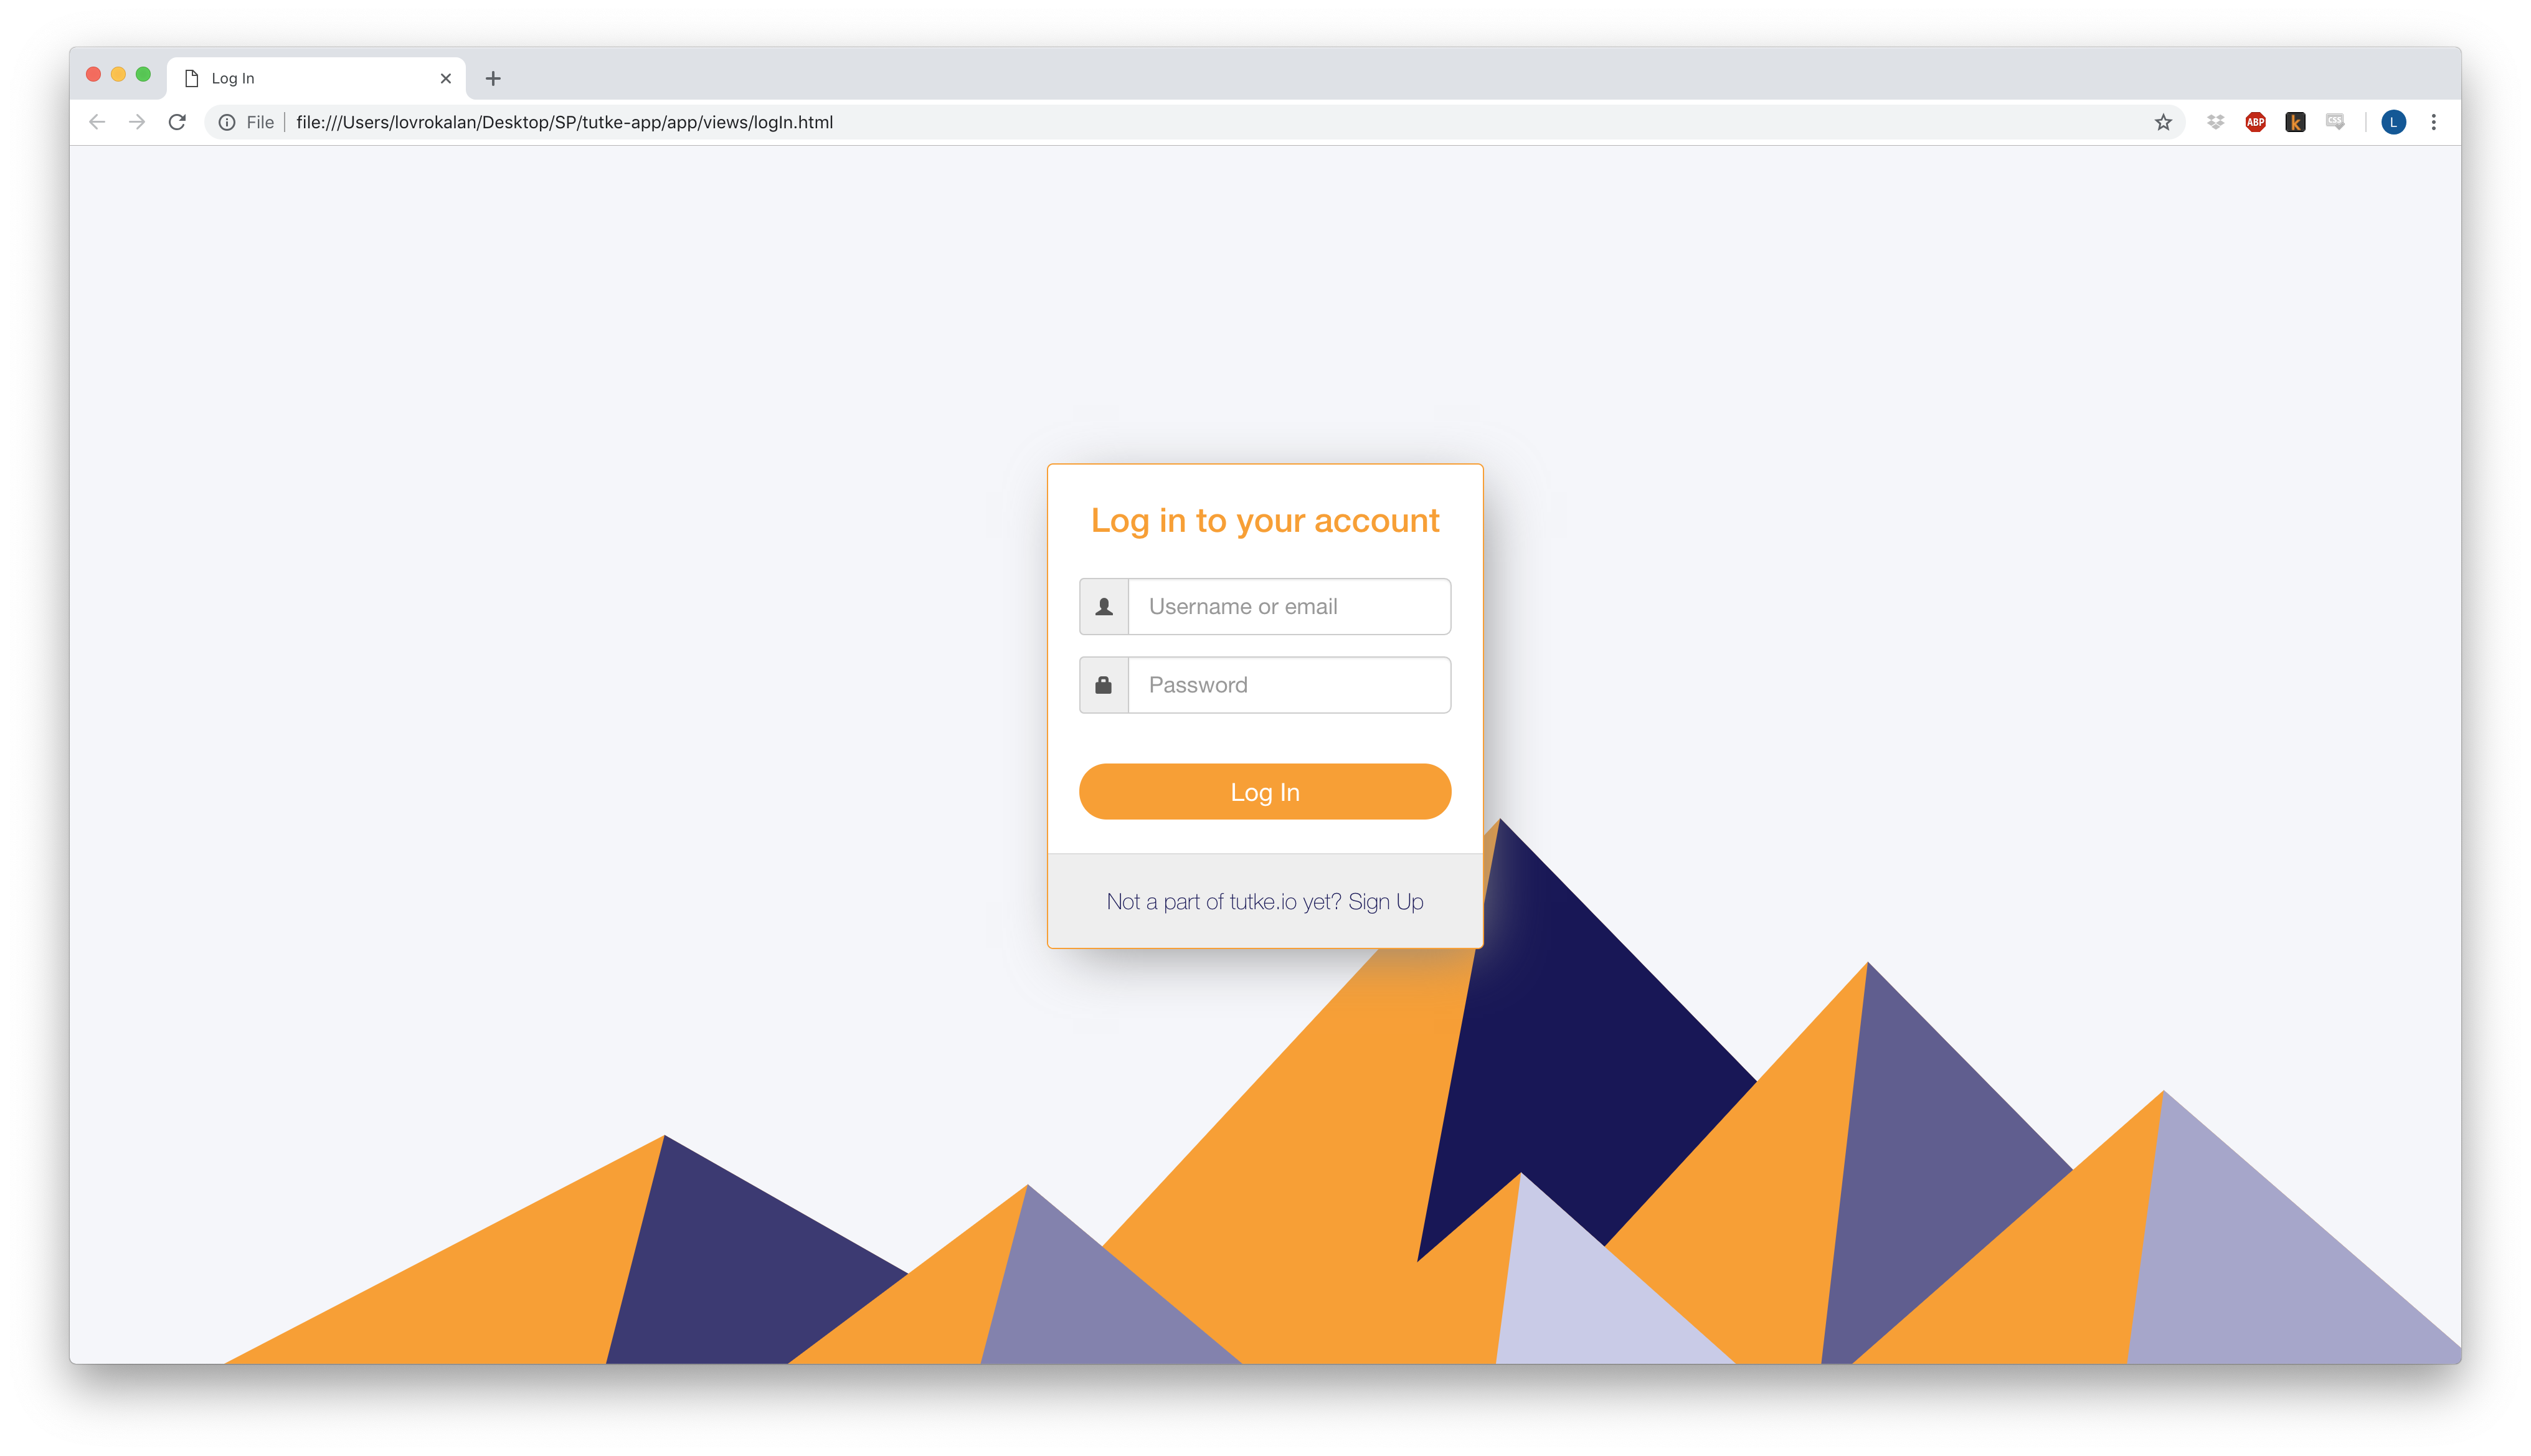 Log In
File file:///Users/lovrokalan/Desktop/SP/tutke-app/app/views/logIn.html
ABP
k
CSS
L
Log in to your account
Username or email
Password
Log In
Not a part of tutke.io yet? Sign Up